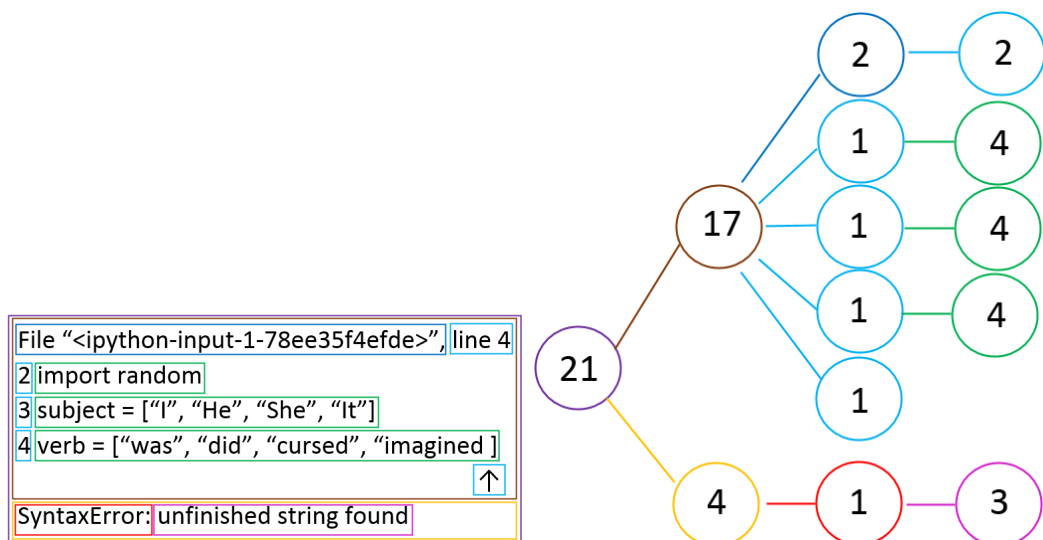 2 2
1 4
17 1 4
1 4
21 1
4 1 3
File “<ipython-input-1-78ee35f4efde>”, line 4
2 import random
3 subject = [“I”, “He”, “She”, “It”]
4 verb = [“was”, “did”, “cursed”, “imagined ]
↑
SyntaxError: unfinished string found